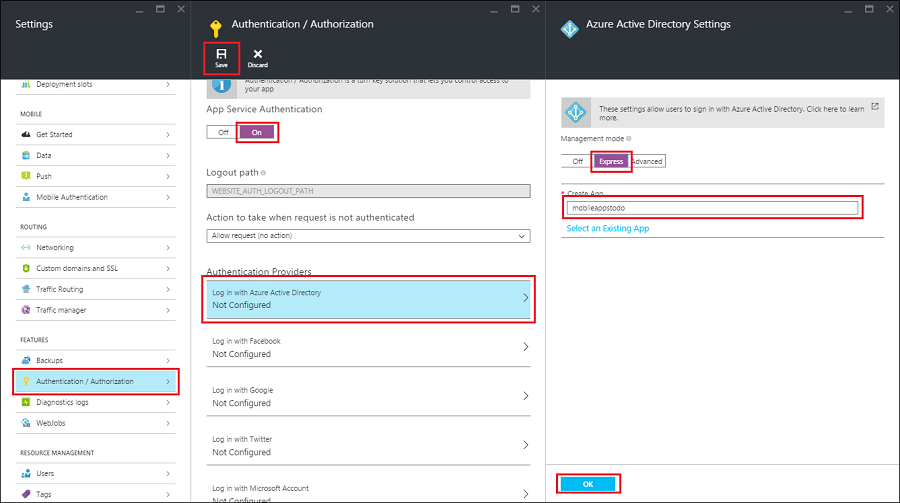 Settings
Deployment slots
MOBILE
Get Started
Data
Push
Mobile Authentication
ROUTING
Networking
Custom domains and SSL
Traffic Routing
Traffic manager
FEATURES
Backups
Authentication / Authorization
Diagnostics logs
WebJobs
RESOURCE MANAGEMENT
Users
Tags
Authentication / Authorization
Save
Discard
Authentication / Authorization is a turn key solution that lets you control access to
your app
App Service Authentication
Off
On
Logout path
WEBSITE_AUTH_LOGOUT_PATH
Action to take when request is not authenticated
Allow request (no action)
Authentication Providers
Log in with Azure Active Directory
Not Configured
Log in with Facebook
Not Configured
Log in with Google
Not Configured
Log in with Twitter
Not Configured
Log in with Microsoft Account
Not Configured
Azure Active Directory Settings
These settings allow users to sign in with Azure Active Directory. Click here to learn
more.
Management mode
Off
Express
Advanced
* Create App
mobileappstodo
Select an Existing App
OK